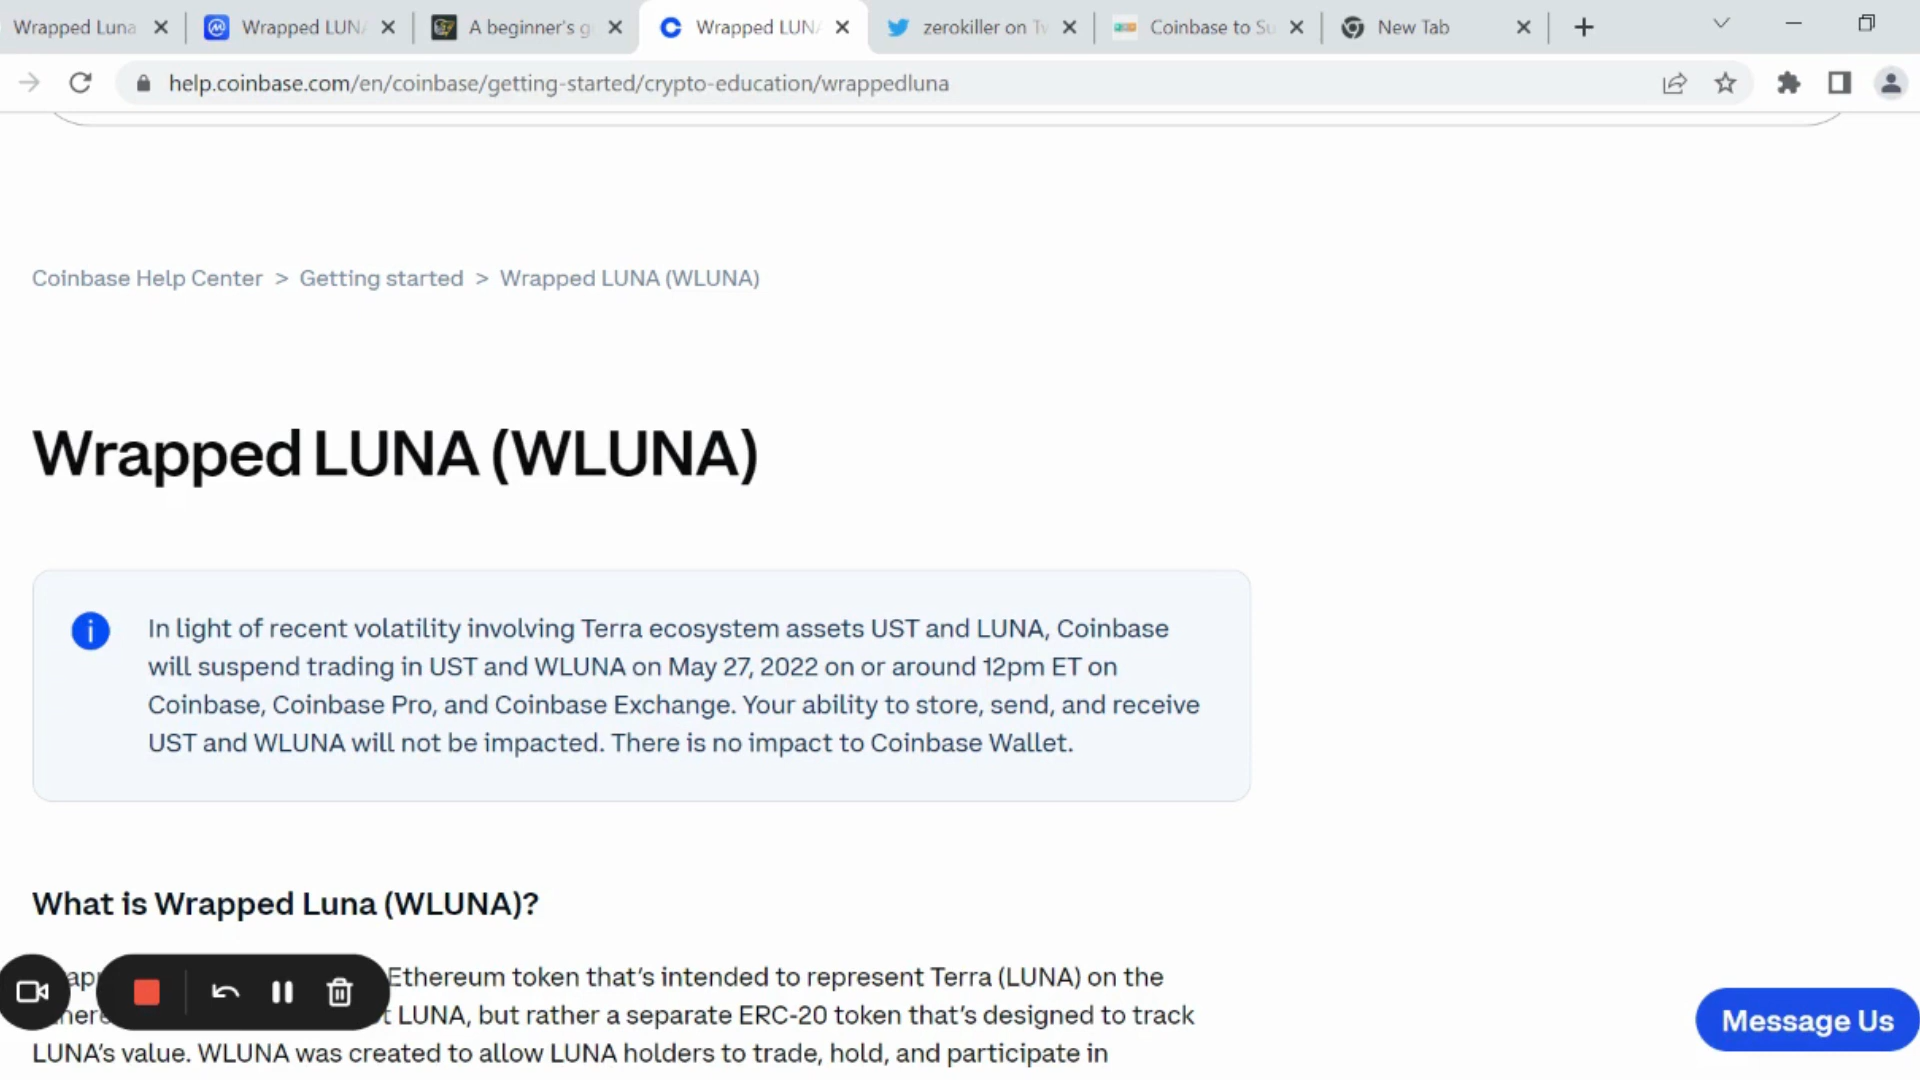 Wrapped Luna
Wrapped LUN
A beginner's g
Wrapped LUN
zerokiller on Tw
Coinbase to Su
New Tab
help.coinbase.com/en/coinbase/getting-started/crypto-education/wrappedluna
Coinbase Help Center > Getting started > Wrapped LUNA (WLUNA)
Wrapped LUNA (WLUNA)
In light of recent volatility involving Terra ecosystem assets UST and LUNA, Coinbase
will suspend trading in UST and WLUNA on May 27, 2022 on or around 12pm ET on
Coinbase, Coinbase Pro, and Coinbase Exchange. Your ability to store, send, and receive
UST and WLUNA will not be impacted. There is no impact to Coinbase Wallet.
What is Wrapped Luna (WLUNA)?
Ethereum token that's intended to represent Terra (LUNA) on the
LUNA, but rather a separate ERC-20 token that's designed to track
LUNA's value. WLUNA was created to allow LUNA holders to trade, hold, and participate in
Message Us